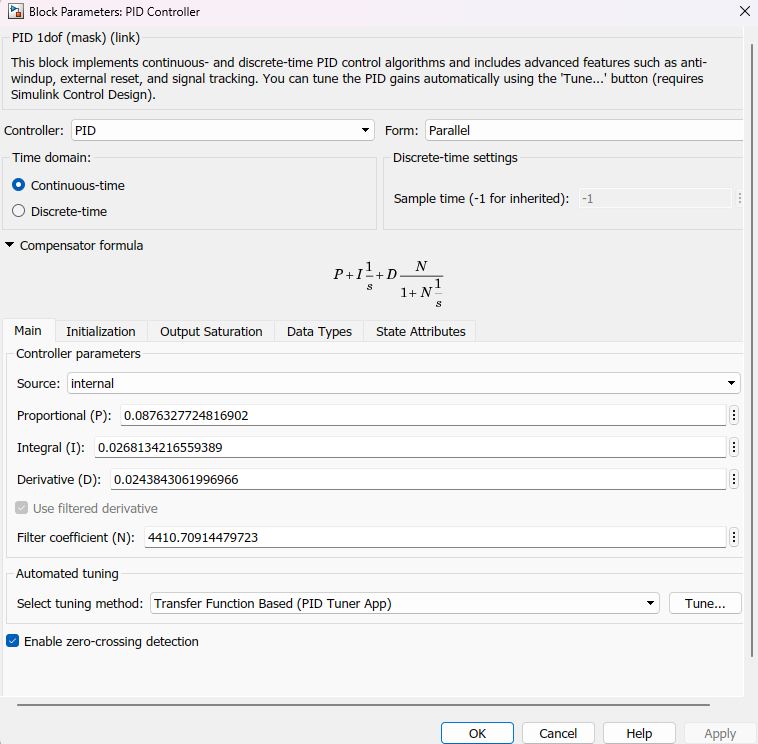 Block Parameters: PID Controller
PID 1dof (mask) (link)
This block implements continuous- and discrete-time PID control algorithms and includes advanced features such as anti-
windup, external reset, and signal tracking. You can tune the PID gains automatically using the 'Tune...' button (requires
Simulink Control Design).
Controller: PID Form: Parallel
Time domain: Discrete-time settings
Continuous-time
Sample time (-1 for inherited): -1
Discrete-time
Compensator formula
P + I 1/s + D N/(1 + N 1/s)
Main Initialization Output Saturation Data Types State Attributes
Controller parameters
Source: internal
Proportional (P): 0.0876327724816902
Integral (I): 0.0268134216559389
Derivative (D): 0.0243843061996966
Use filtered derivative
Filter coefficient (N): 4410.70914479723
Automated tuning
Select tuning method: Transfer Function Based (PID Tuner App) Tune...
Enable zero-crossing detection
OK Cancel Help Apply